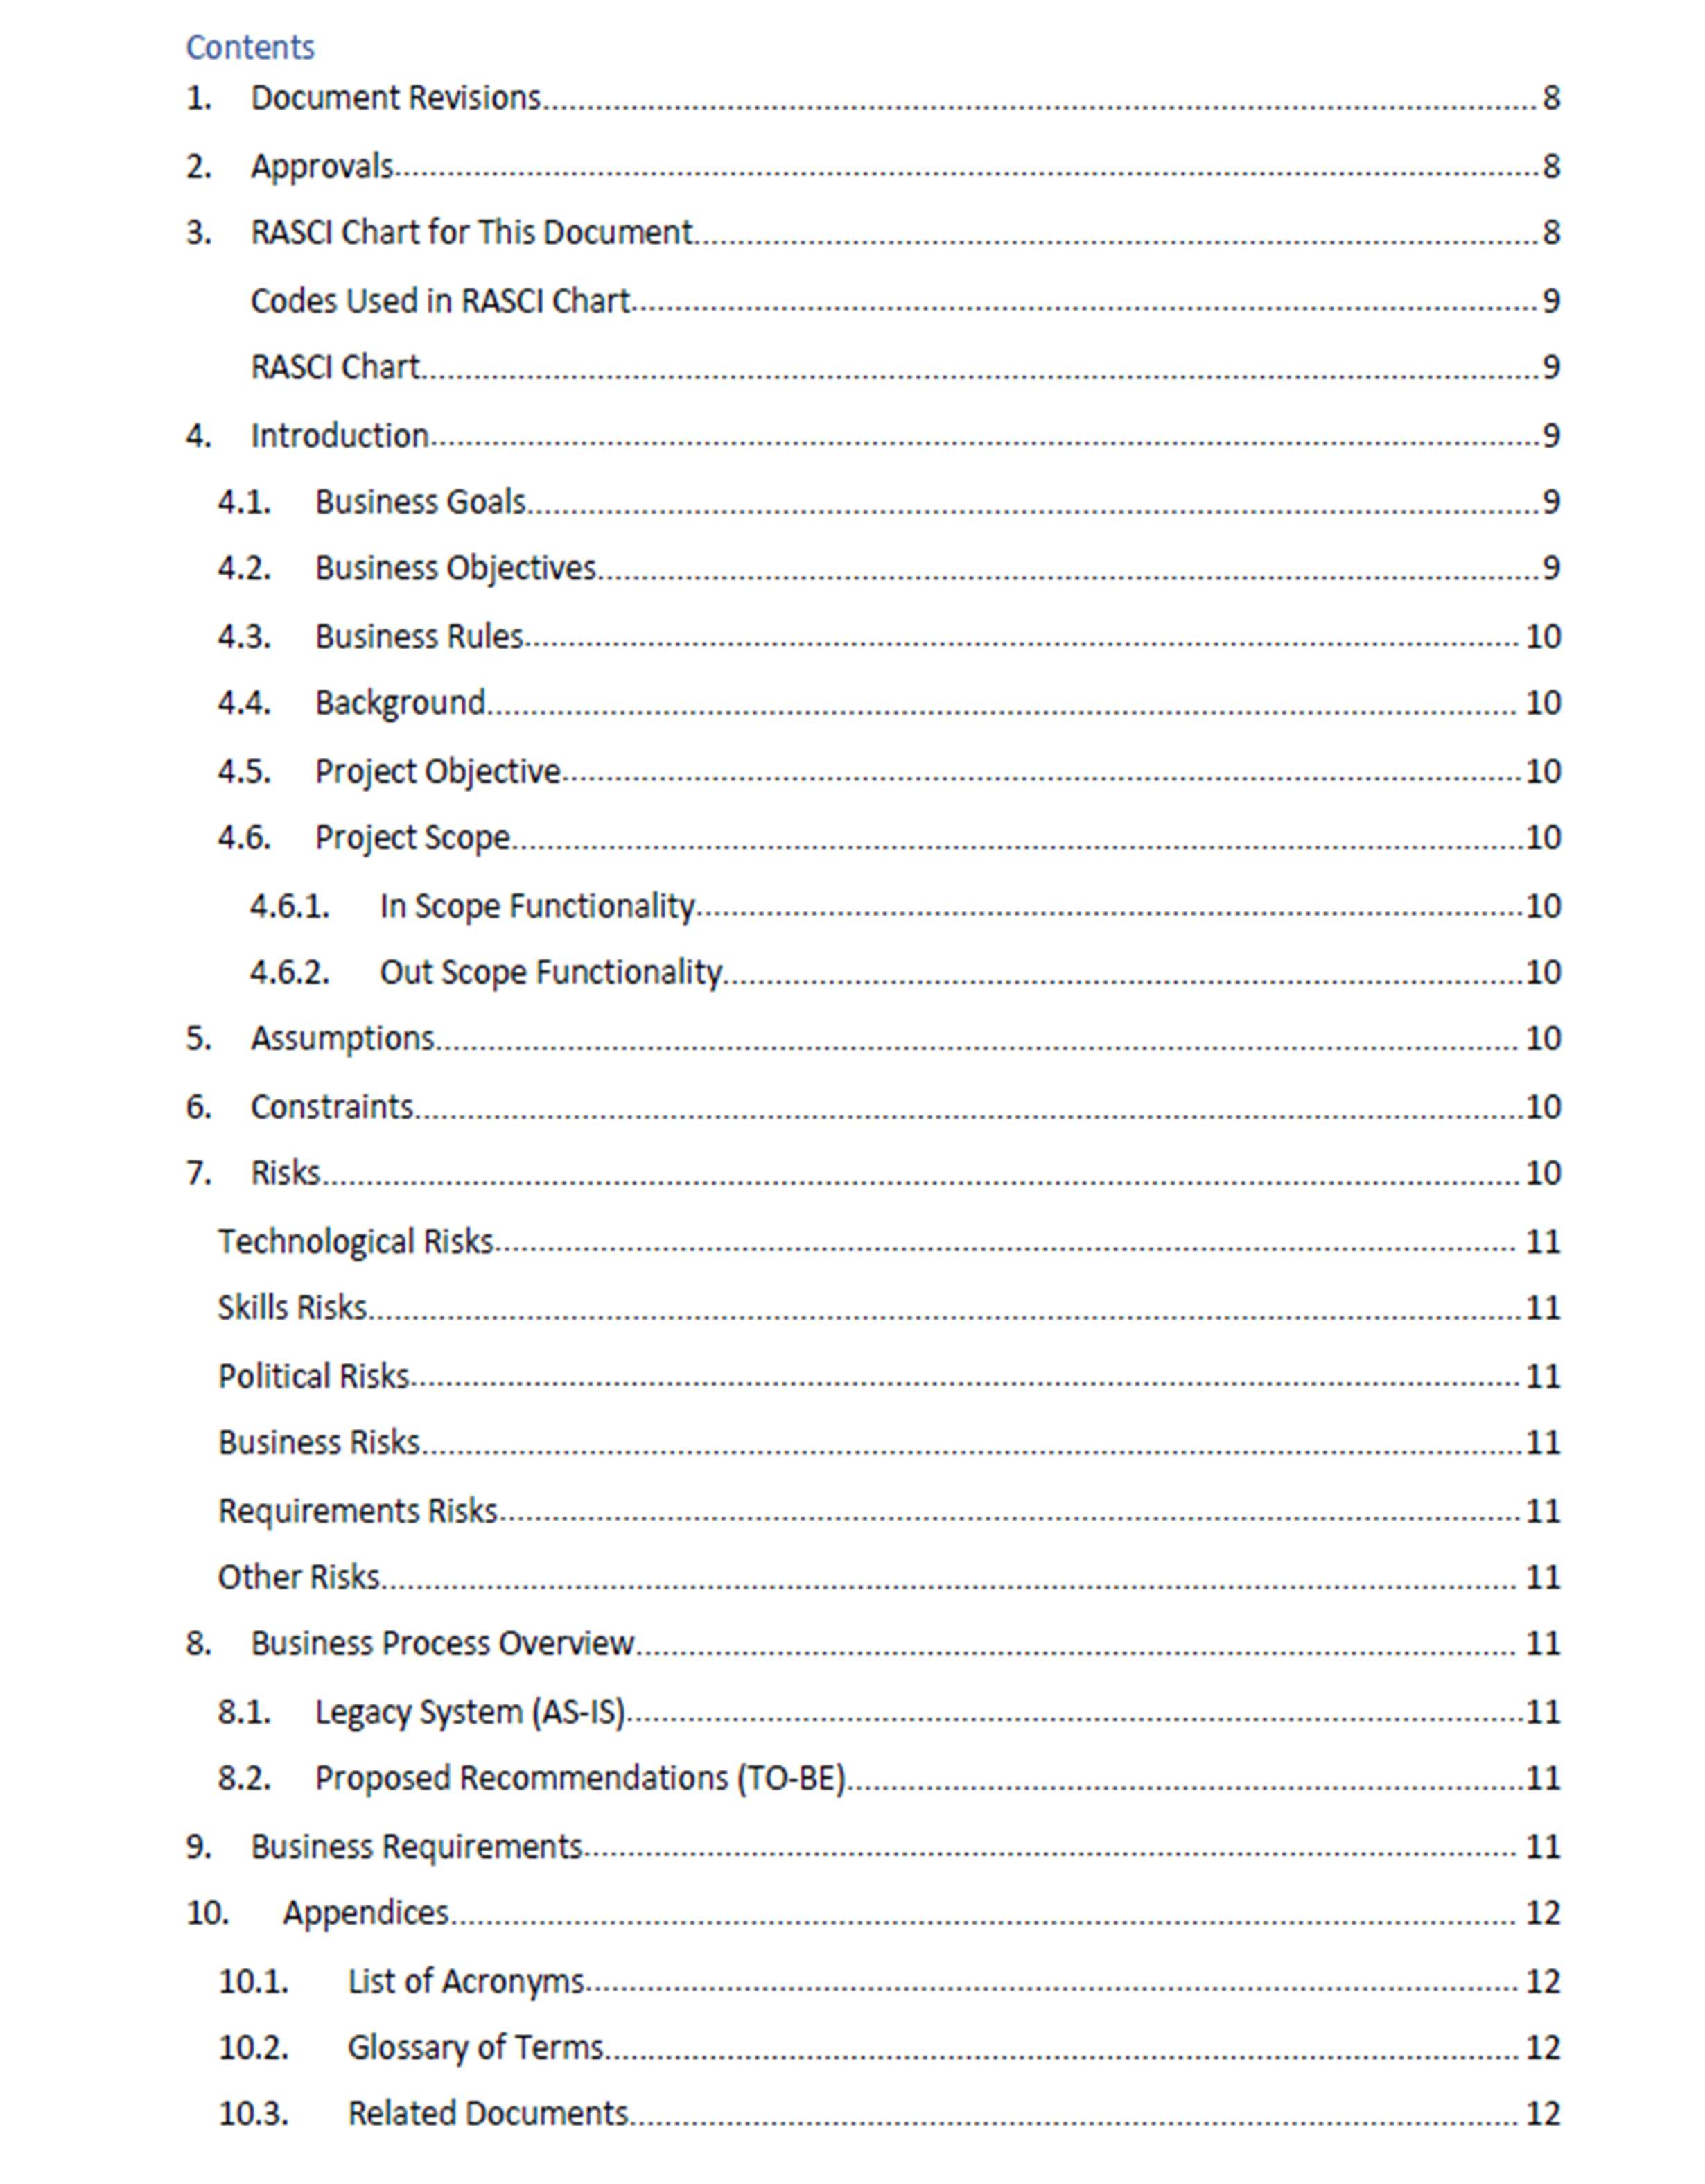 Contents
1. Document Revisions 8
2. Approvals 8
3. RASCI Chart for This Document 8
Codes Used in RASCI Chart 9
RASCI Chart 9
4. Introduction 9
4.1. Business Goals 9
4.2. Business Objectives 9
4.3. Business Rules 10
4.4. Background 10
4.5. Project Objective 10
4.6. Project Scope 10
4.6.1. In Scope Functionality 10
4.6.2. Out Scope Functionality 10
5. Assumptions 10
6. Constraints 10
7. Risks 10
Technological Risks 11
Skills Risks 11
Political Risks 11
Business Risks 11
Requirements Risks 11
Other Risks 11
8. Business Process Overview 11
8.1. Legacy System (AS-IS) 11
8.2. Proposed Recommendations (TO-BE) 11
9. Business Requirements 11
10. Appendices 12
10.1. List of Acronyms 12
10.2. Glossary of Terms 12
10.3. Related Documents 12